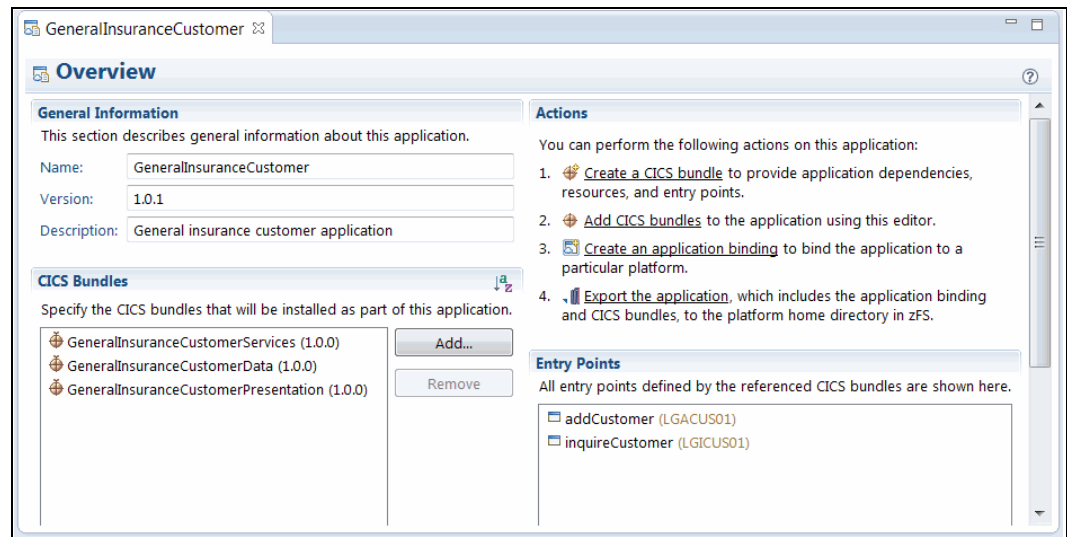 GeneralInsuranceCustomer
Overview
General Information
This section describes general information about this application.
Name: GeneralInsuranceCustomer
Version: 1.0.1
Description: General insurance customer application
CICS Bundles
Specify the CICS bundles that will be installed as part of this application.
GeneralInsuranceCustomerServices (1.0.0)
GeneralInsuranceCustomerData (1.0.0)
GeneralInsuranceCustomerPresentation (1.0.0)
Add...
Remove
Actions
You can perform the following actions on this application:
1. Create a CICS bundle to provide application dependencies,
resources, and entry points.
2. Add CICS bundles to the application using this editor.
3. Create an application binding to bind the application to a
particular platform.
4. Export the application, which includes the application binding
and CICS bundles, to the platform home directory in zFS.
Entry Points
All entry points defined by the referenced CICS bundles are shown here.
addCustomer (LGACUS01)
inquireCustomer (LGICUS01)